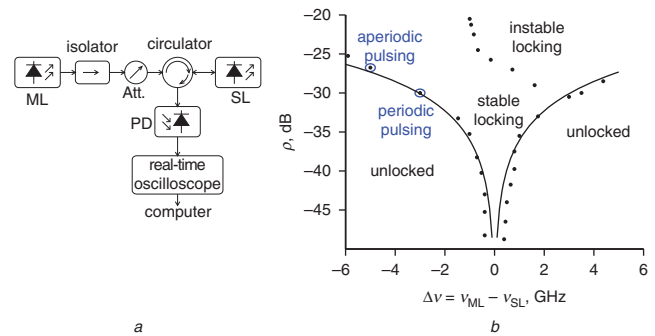 isolator
circulator
ML
Att.
SL
PD
real-time
oscilloscope
computer
a
−20
−25
−30
−35
−40
−45
ρ, dB
aperiodic
pulsing
periodic
pulsing
instable
locking
stable
locking
unlocked
unlocked
−6
−4
−2
0
2
4
6
Δν = νML − νSL, GHz
b